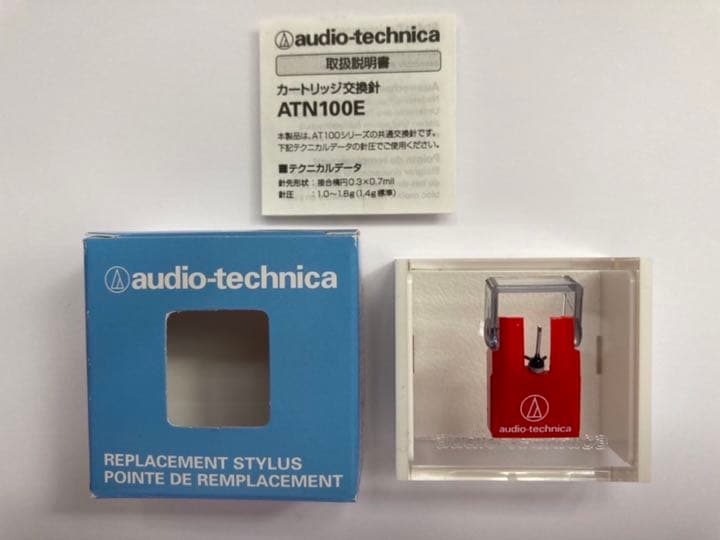 audio-technica
取扱説明書
カートリッジ交換針
ATN100E
本製品は、AT100シリーズの共通交換針です。
下記テクニカルデータの針圧でご使用ください。
■テクニカルデータ
針先形状：接合楕円0.3×0.7mil
針圧　　：1.0～1.8g(1.4g標準)
audio-technica
REPLACEMENT STYLUS
POINTE DE REMPLACEMENT
audio-technica
audio-technica